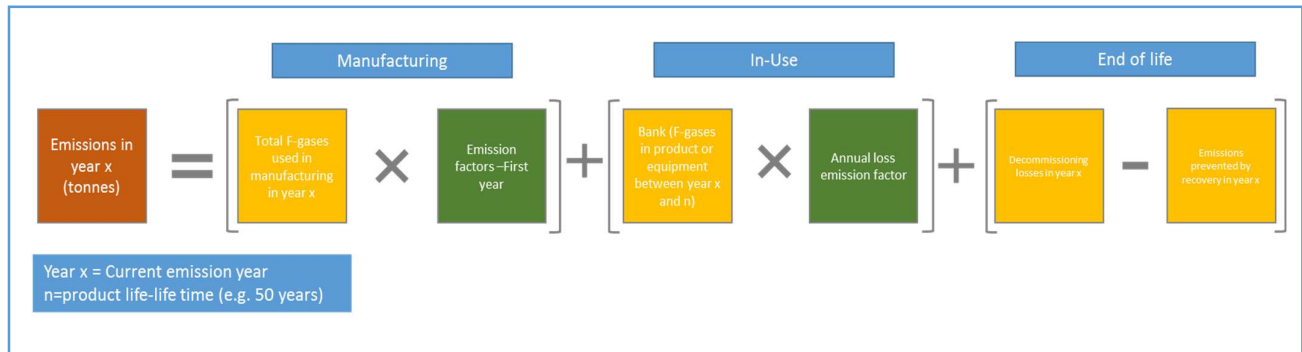 Manufacturing
In-Use
End of life
Emissions in
year x
(tonnes)
=
Total F-gases
used in
manufacturing
in year x
×
Emission
factors –First
year
+
Bank (F-gases
in product or
equipment
between year x
and n)
×
Annual loss
emission factor
+
Decommissioning
losses in year x
-
Emissions
prevented by
recovery in year x
Year x = Current emission year
n=product life-life time (e.g. 50 years)